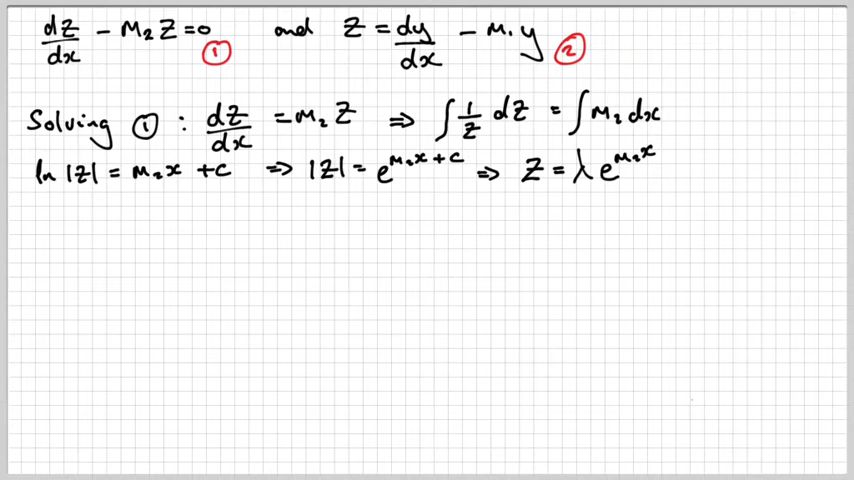 dZ/dx - m₂Z = 0 and Z = dy/dx - m₁y
① ②
Solving ① : dZ/dx = m₂Z ⇒ ∫ 1/Z dZ = ∫ m₂ dx
ln |Z| = m₂x + c ⇒ |Z| = e^(m₂x + c) ⇒ Z = λ e^(m₂x)